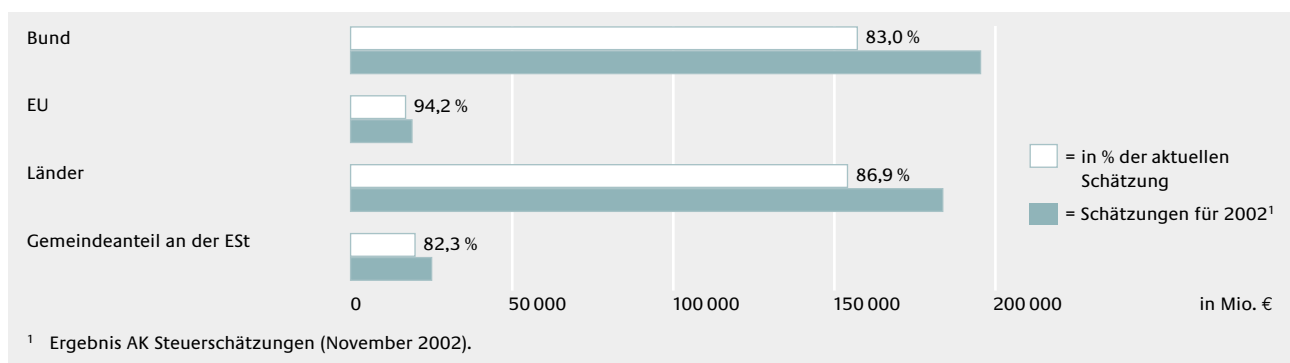 Bund
83,0 %
EU
94,2 %
Länder
86,9 %
Gemeindeanteil an der ESt
82,3 %
= in % der aktuellen
Schätzung
= Schätzungen für 2002¹
0 50 000 100 000 150 000 200 000 in Mio. €
¹ Ergebnis AK Steuerschätzungen (November 2002).